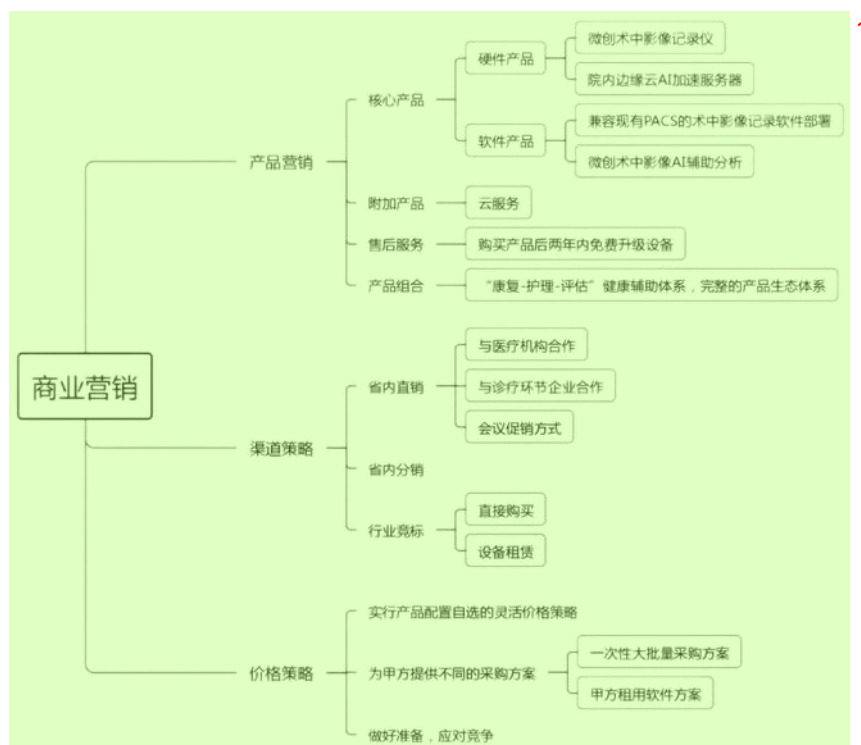 商业营销
产品营销
核心产品
硬件产品
微创术中影像记录仪
院内边缘云AI加速服务器
软件产品
兼容现有PACS的术中影像记录软件部署
微创术中影像AI辅助分析
附加产品
云服务
售后服务
购买产品后两年内免费升级设备
产品组合
“康复-护理-评估”健康辅助体系，完整的产品生态体系
渠道策略
省内直销
与医疗机构合作
与诊疗环节企业合作
会议促销方式
省内分销
行业竞标
直接购买
设备租赁
价格策略
实行产品配置自选的灵活价格策略
为甲方提供不同的采购方案
一次性大批量采购方案
甲方租用软件方案
做好准备，应对竞争